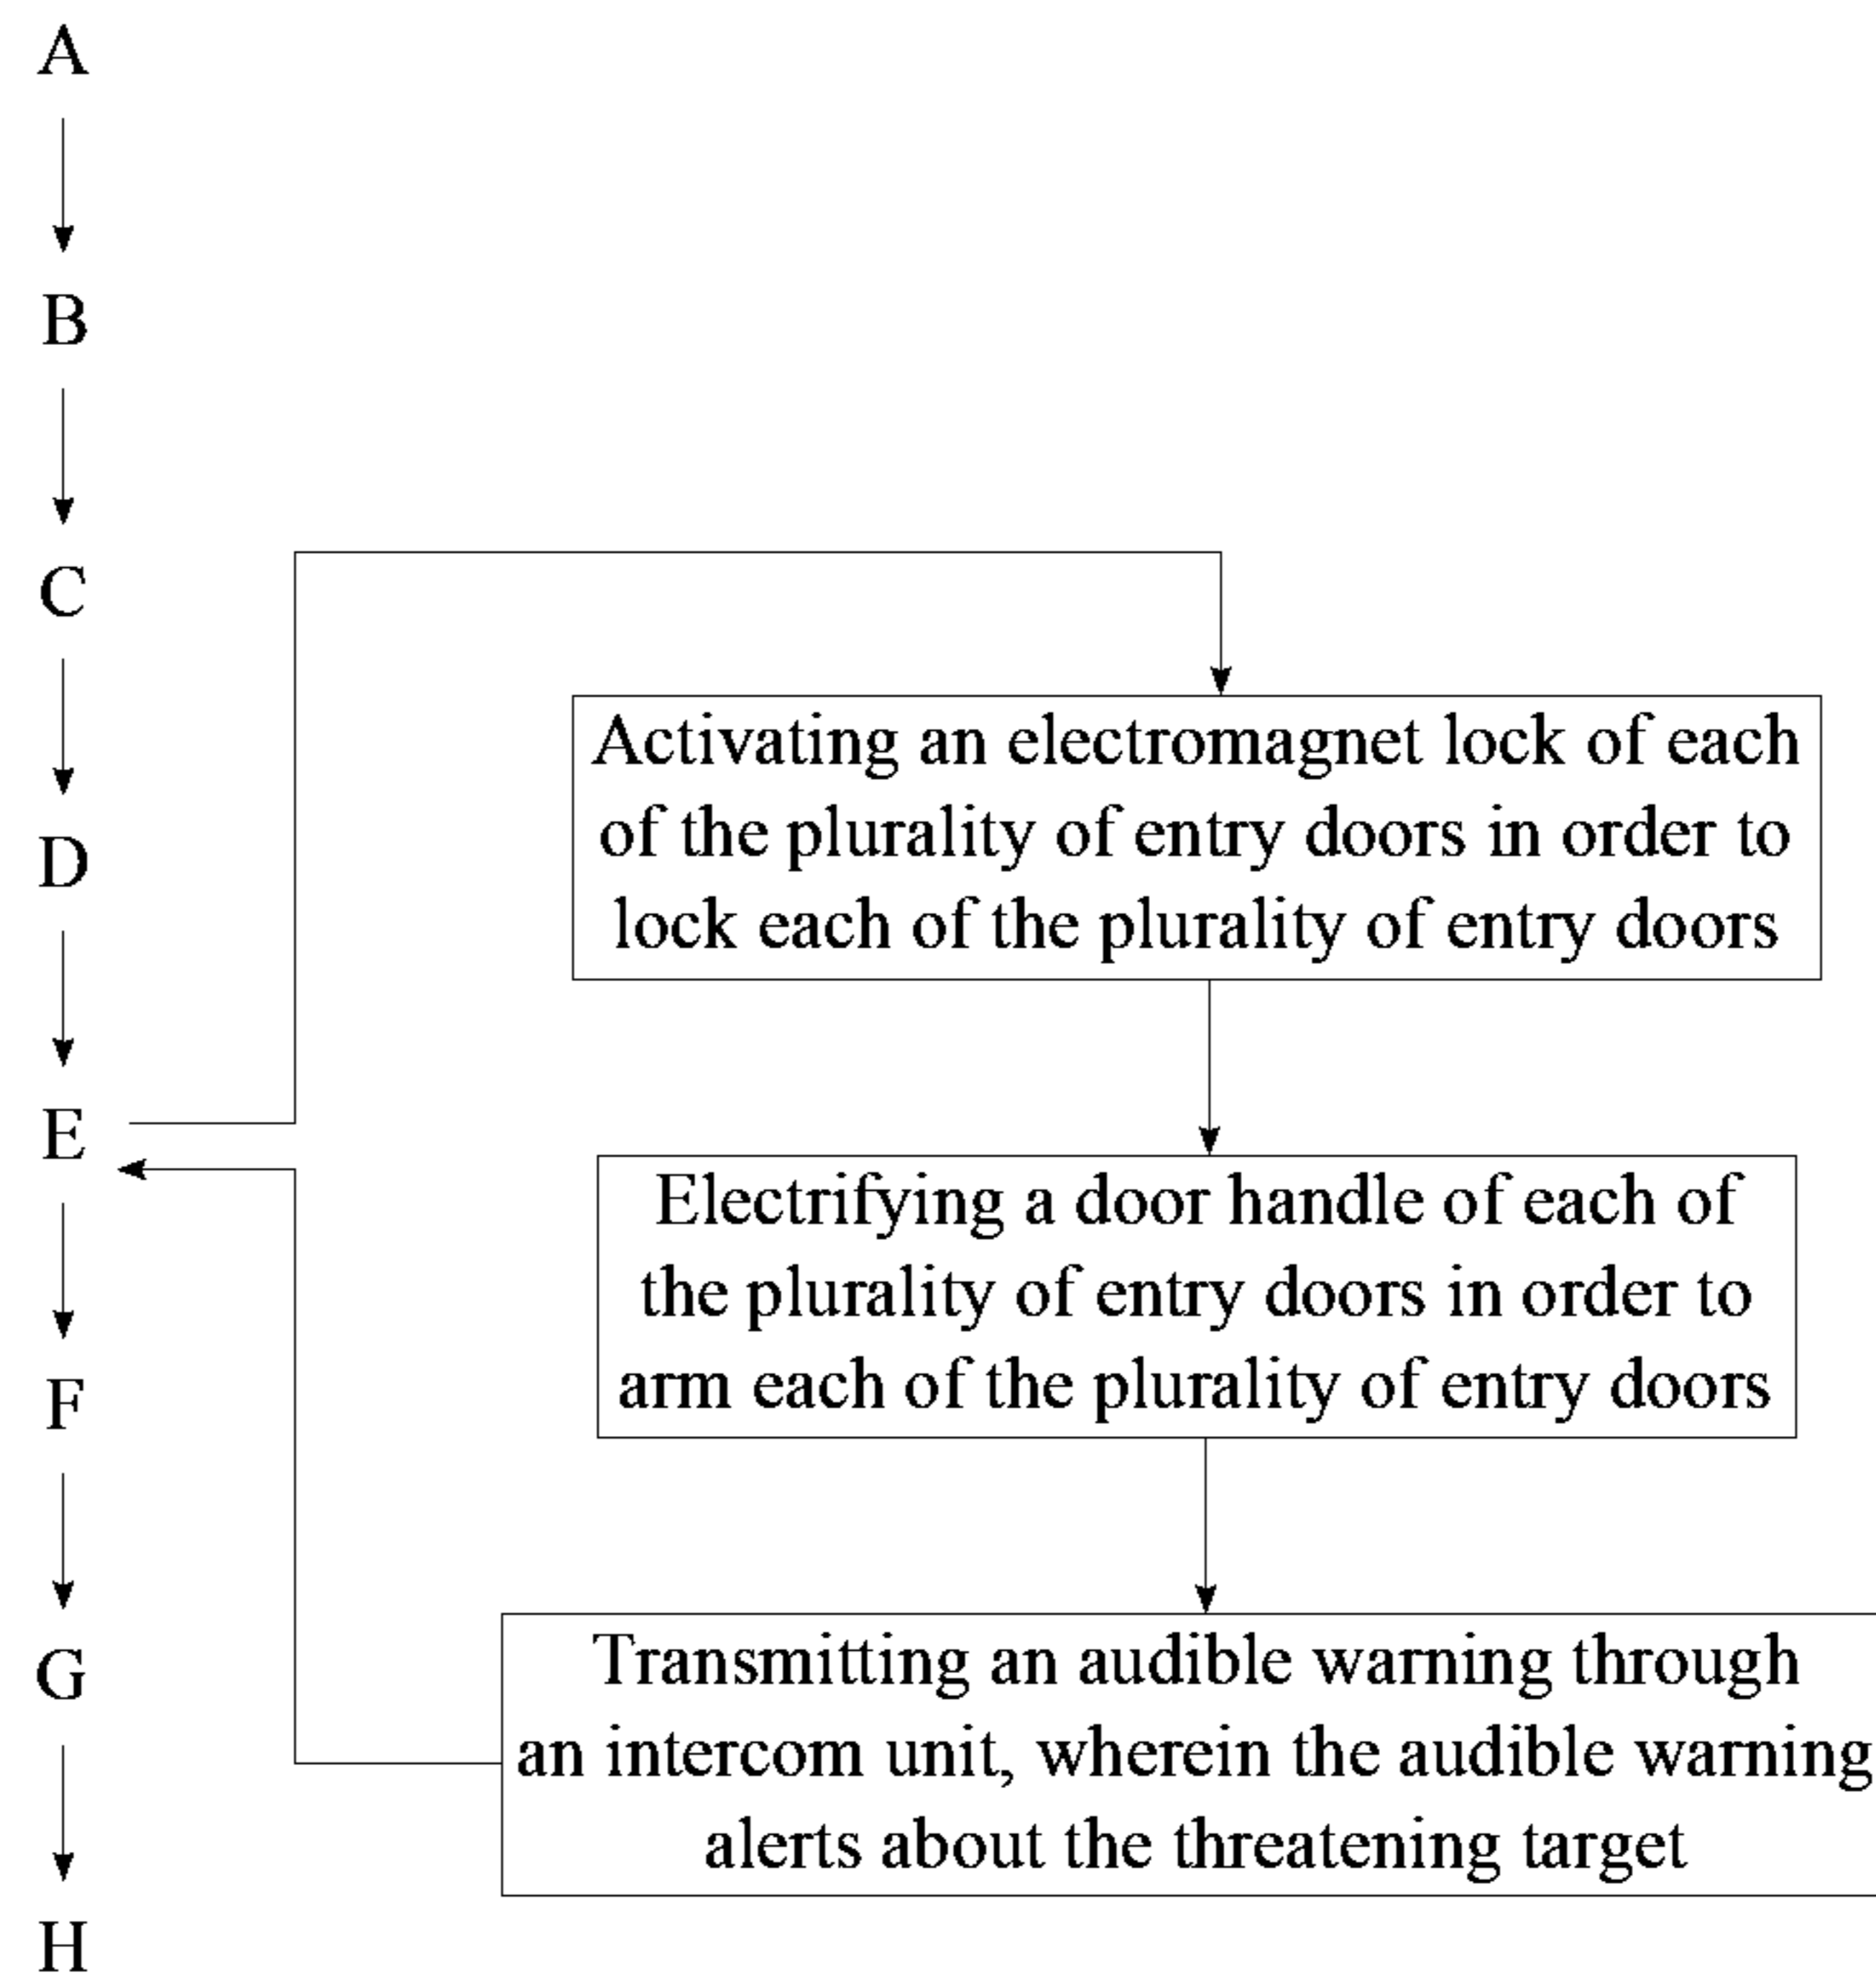 A
B
C
D
E
F
G
H
Activating an electromagnet lock of each
of the plurality of entry doors in order to
lock each of the plurality of entry doors
Electrifying a door handle of each of
the plurality of entry doors in order to
arm each of the plurality of entry doors
Transmitting an audible warning through
an intercom unit, wherein the audible warning
alerts about the threatening target